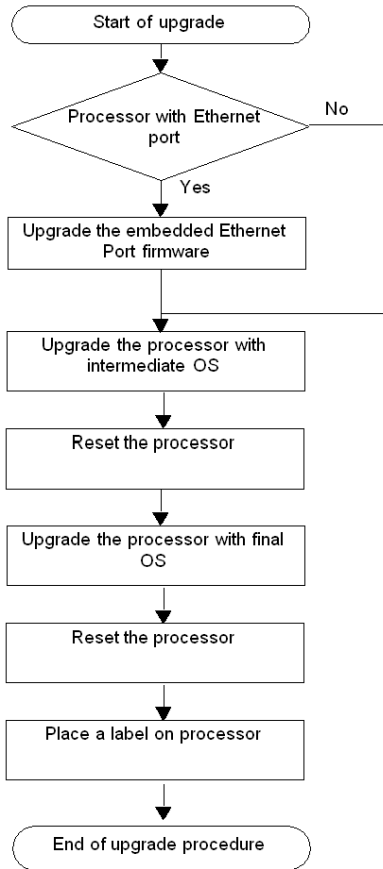 Start of upgrade
Processor with Ethernet
port
No
Yes
Upgrade the embedded Ethernet
Port firmware
Upgrade the processor with
intermediate OS
Reset the processor
Upgrade the processor with final
OS
Reset the processor
Place a label on processor
End of upgrade procedure